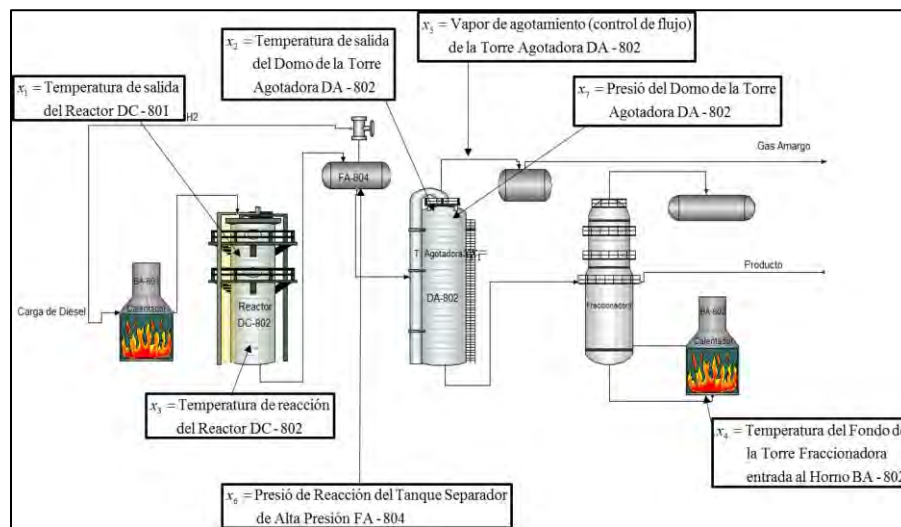 x5 = Vapor de agotamiento (control de flujo)
de la Torre Agotadora DA - 802
x2 = Temperatura de salida
del Domo de la Torre
Agotadora DA - 802
x1 = Temperatura de salida
del Reactor DC - 801
x7 = Presió del Domo de la Torre
Agotadora DA - 802
H2
Gas Amargo
FA-804
T. Agotadora
DA-802
Producto
Fraccionadora
BA-801
Calentador
Carga de Diesel
Reactor
DC-802
BA-802
Calentador
x3 = Temperatura de reacción
del Reactor DC - 802
x4 = Temperatura del Fondo de
la Torre Fraccionadora
entrada al Horno BA - 802
x6 = Presió de Reacción del Tanque Separador
de Alta Presión FA - 804